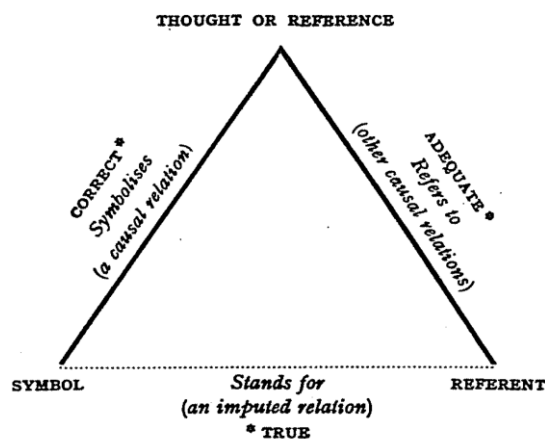 THOUGHT OR REFERENCE
CORRECT*
Symbolises
(a causal relation)
ADEQUATE*
Refers to
(other causal relations)
SYMBOL
Stands for
REFERENT
(an imputed relation)
* TRUE